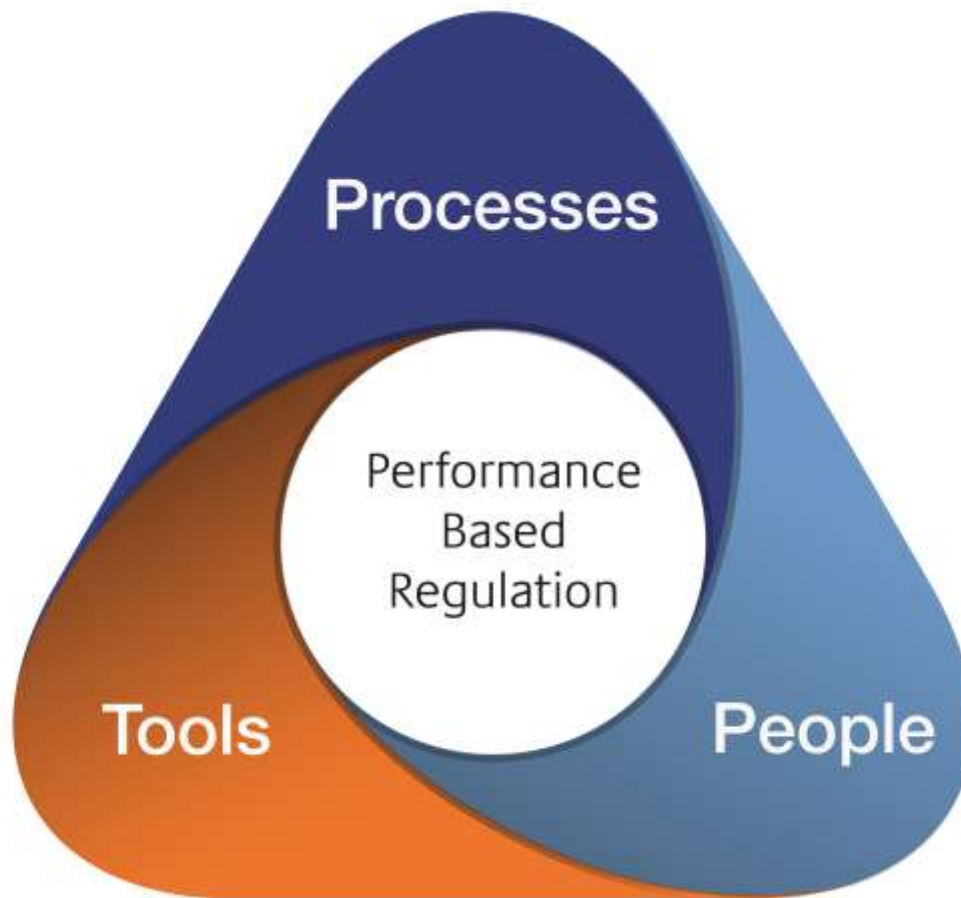 Processes
Performance
Based
Regulation
Tools
People